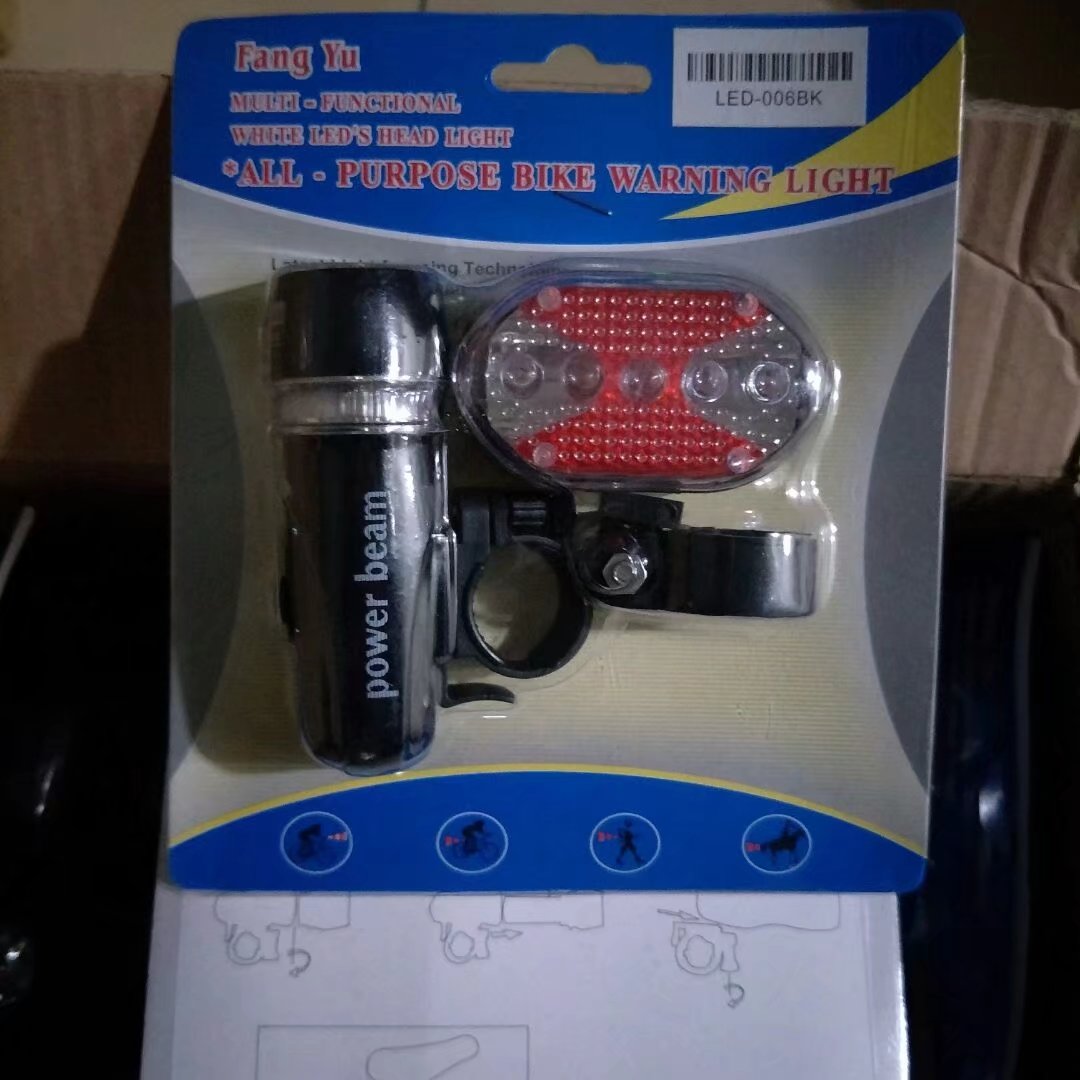 Fang Yu
MULTI - FUNCTIONAL
WHITE LED'S HEAD LIGHT
*ALL - PURPOSE BIKE WARNING LIGHT
LED-006BK
power beam